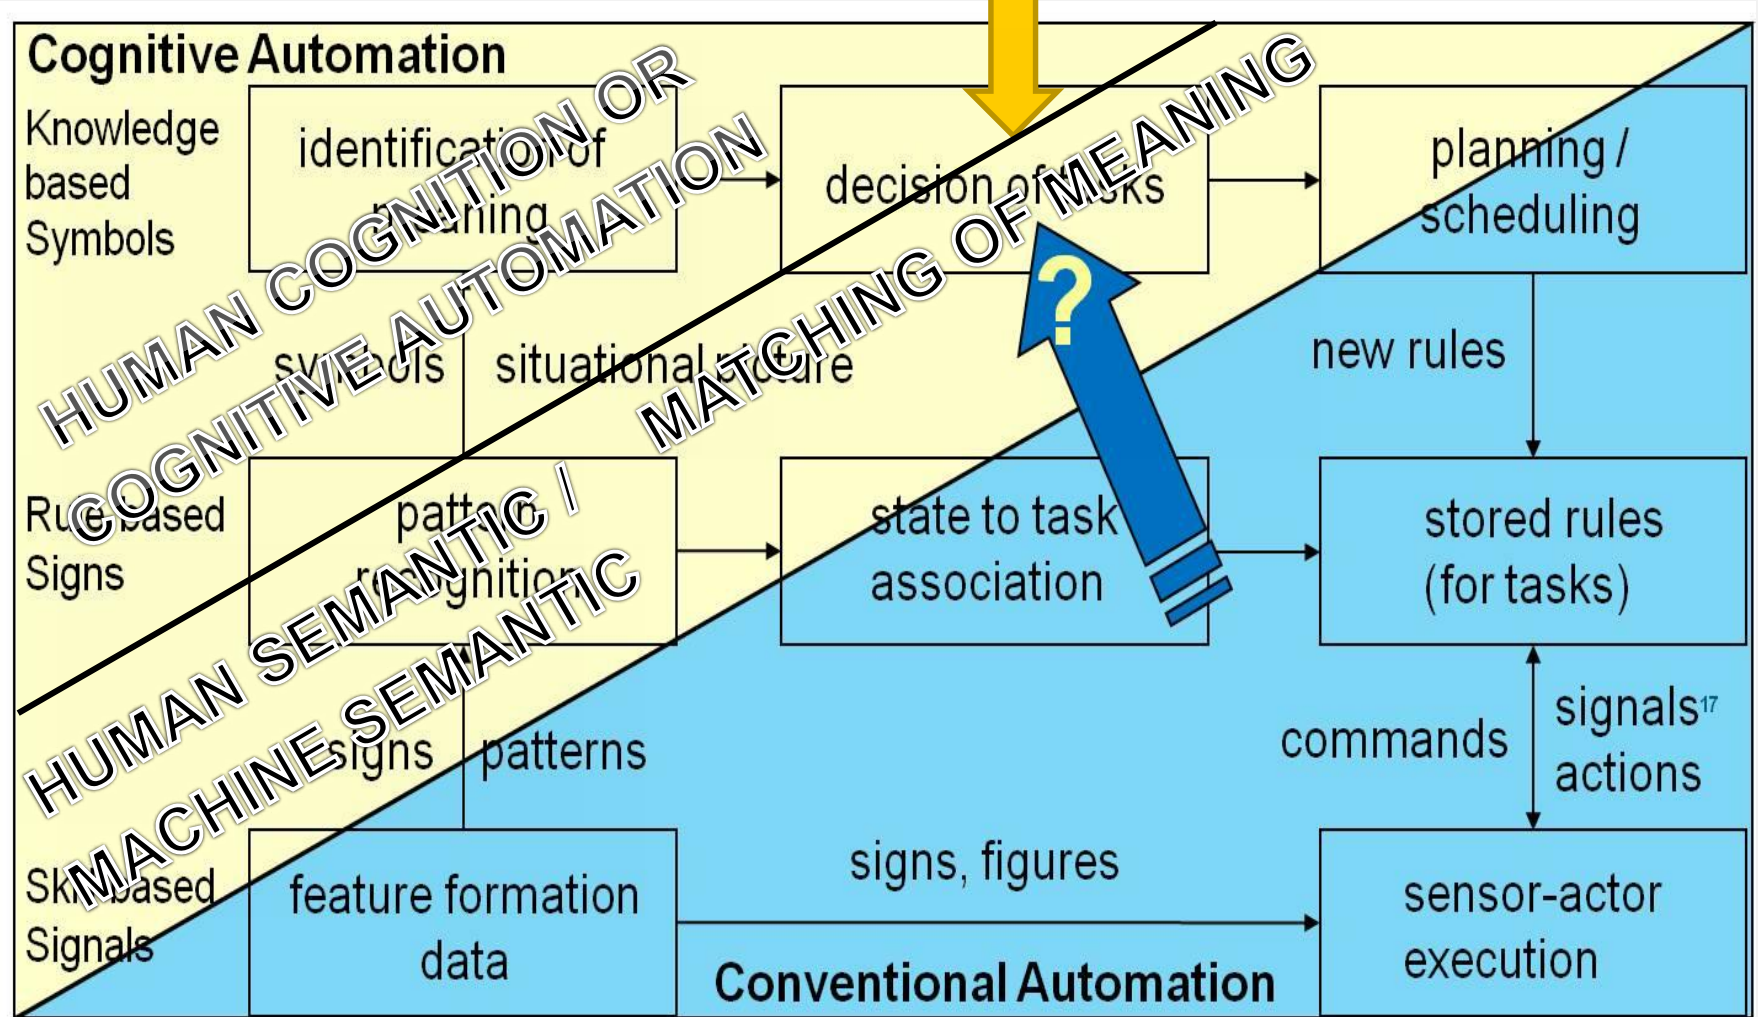 Cognitive Automation
Knowledge
based
Symbols
identification of
meaning
decision of tasks
planning /
scheduling
HUMAN COGNITION OR
COGNITIVE AUTOMATION
MATCHING OF MEANING
?
symbols
situational picture
new rules
Rule based
Signs
pattern
recognition
state to task
association
stored rules
(for tasks)
HUMAN SEMANTIC /
MACHINE SEMANTIC
signs
patterns
commands
signals17
actions
Skill based
Signals
feature formation
data
signs, figures
sensor-actor
execution
Conventional Automation